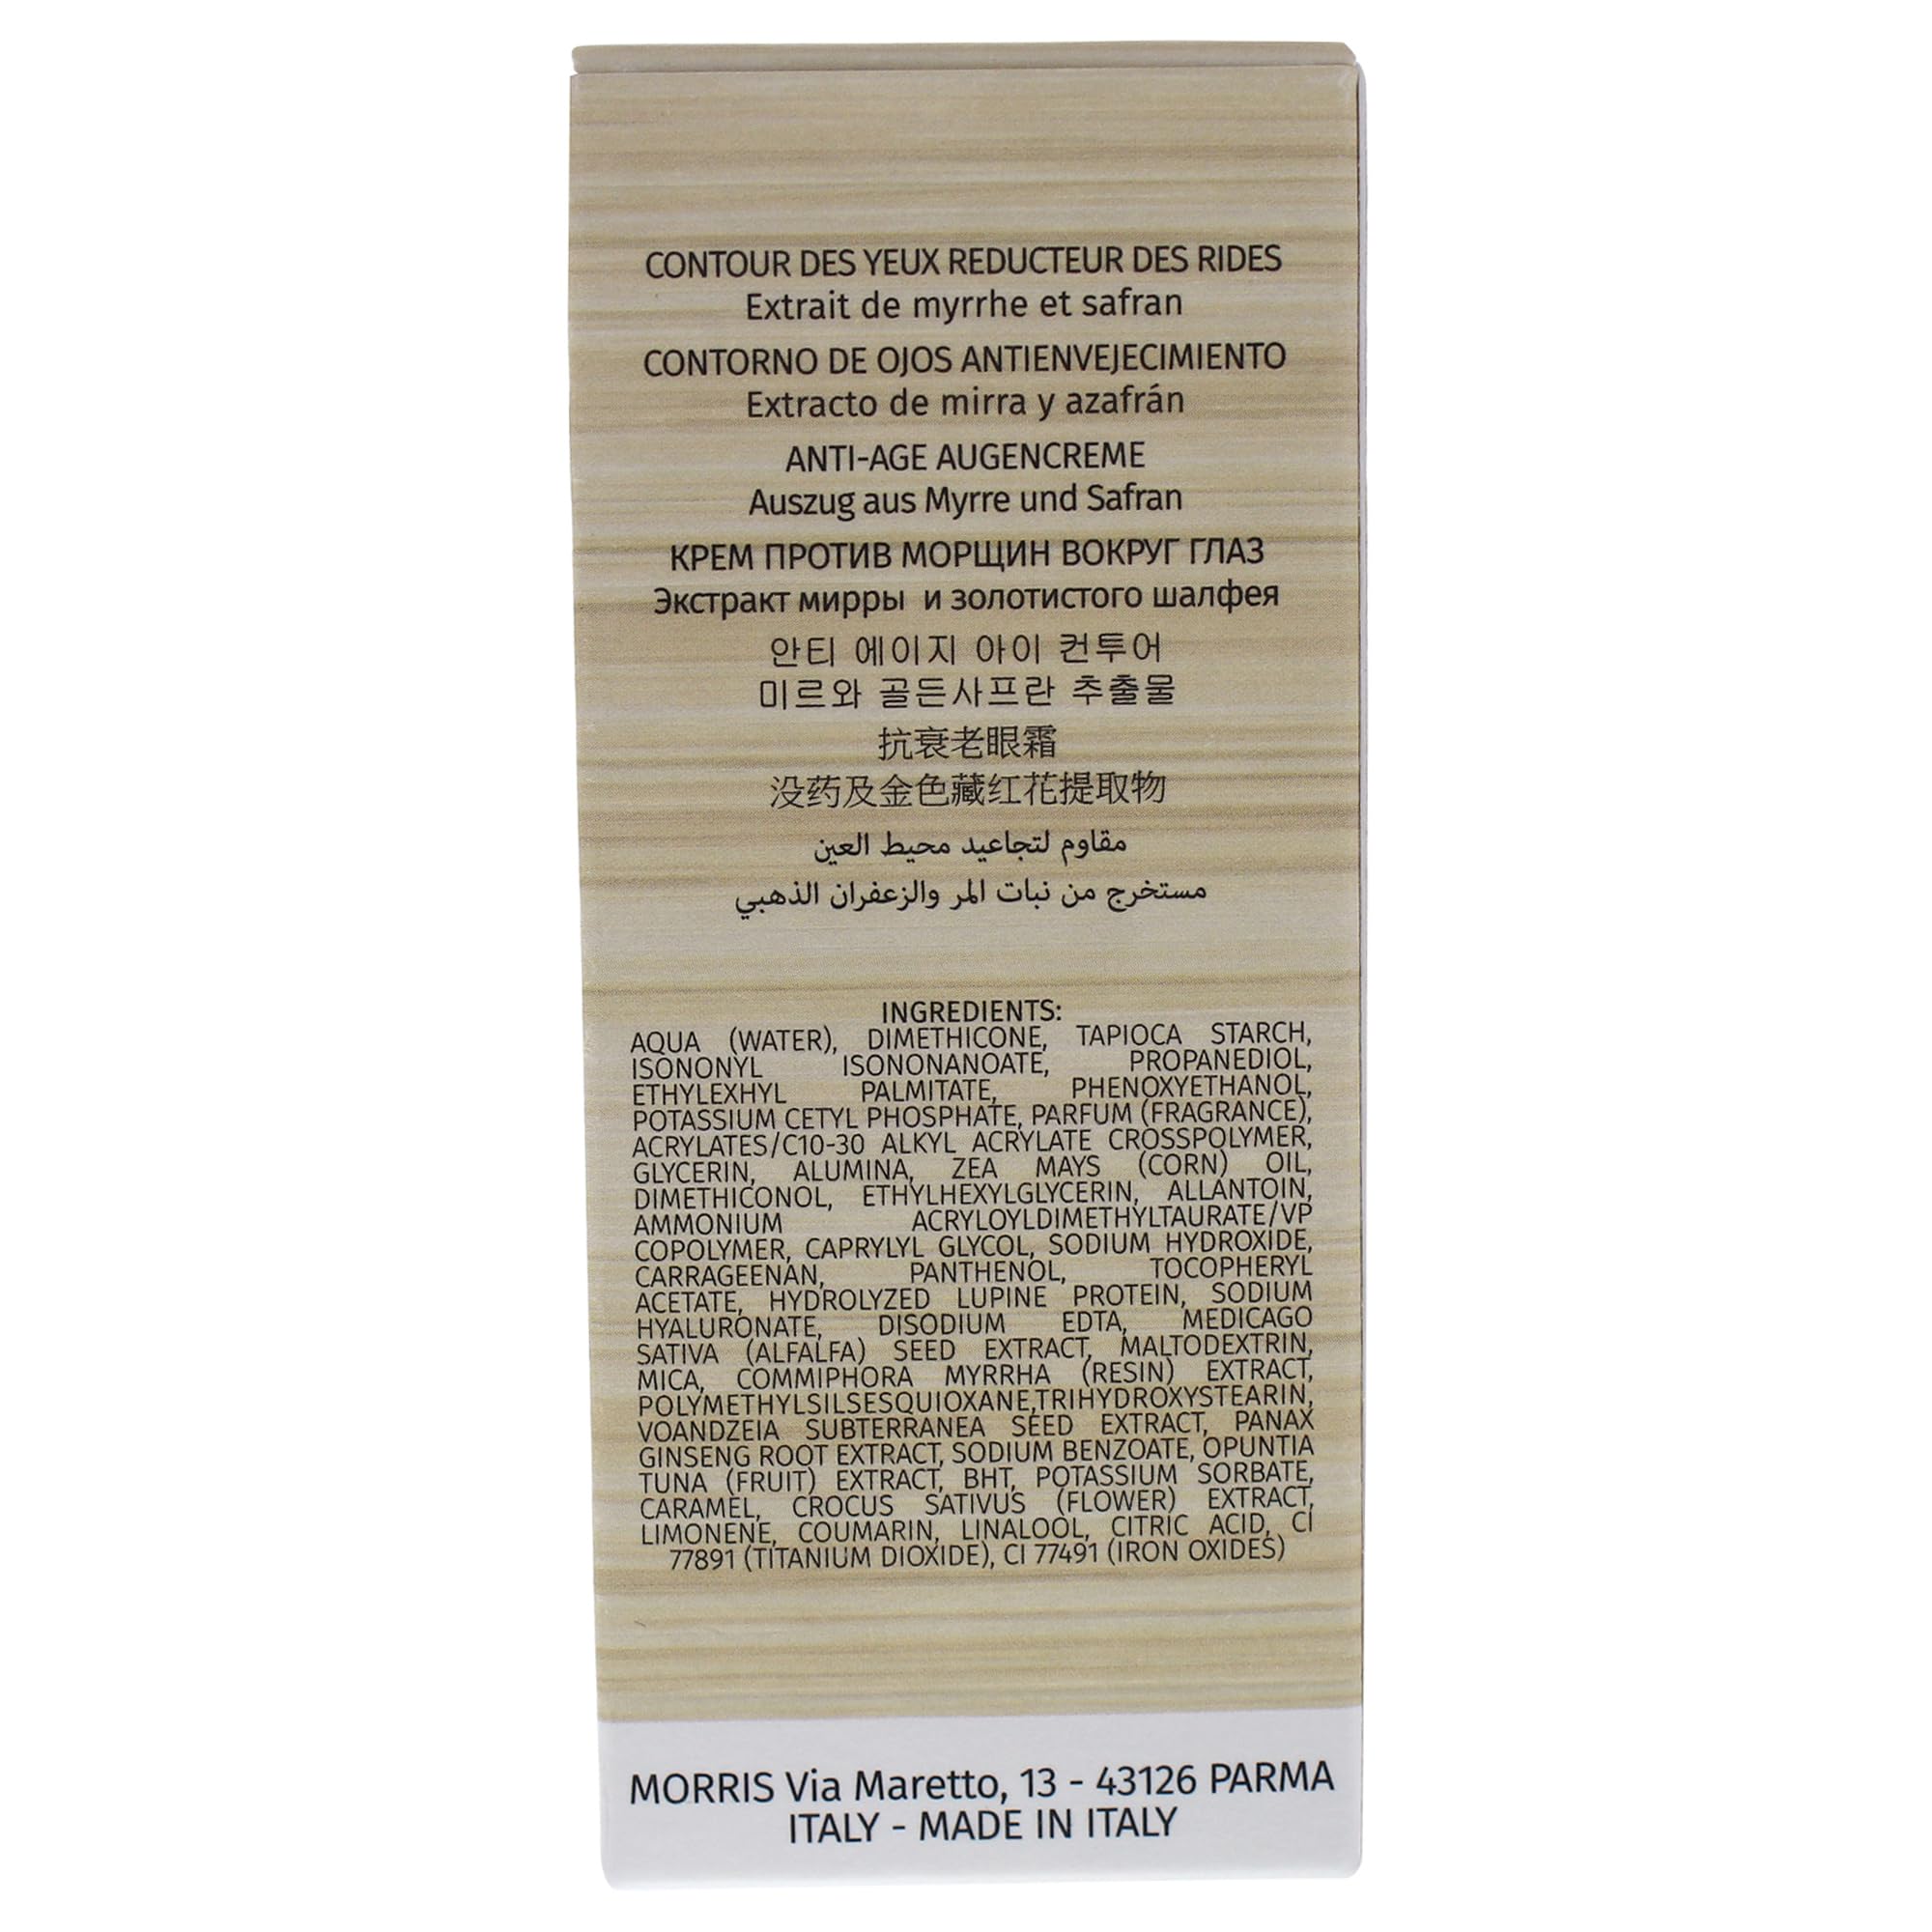 CONTOUR DES YEUX REDUCTEUR DES RIDES
Extrait de myrrhe et safran
CONTORNO DE OJOS ANTIENVEJECIMIENTO
Extracto de mirra y azafrán
ANTI-AGE AUGENCREME
Auszug aus Myrre und Safran
КРЕМ ПРОТИВ МОРЩИН ВОКРУГ ГЛАЗ
Экстракт мирры и золотистого шалфея
안티 에이지 아이 컨투어
미르와 골든사프란 추출물
抗衰老眼霜
没药及金色藏红花提取物
مقاوم لتجاعيد محيط العين
مستخرج من نبات المر والزعفران الذهبي
INGREDIENTS:
AQUA (WATER), DIMETHICONE, TAPIOCA STARCH,
ISONONYL ISONONANOATE, PROPANEDIOL,
ETHYLEXHYL PALMITATE, PHENOXYETHANOL,
POTASSIUM CETYL PHOSPHATE, PARFUM (FRAGRANCE),
ACRYLATES/C10-30 ALKYL ACRYLATE CROSSPOLYMER,
GLYCERIN, ALUMINA, ZEA MAYS (CORN) OIL,
DIMETHICONOL, ETHYLHEXYLGLYCERIN, ALLANTOIN,
AMMONIUM ACRYLOYLDIMETHYLTAURATE/VP
COPOLYMER, CAPRYLYL GLYCOL, SODIUM HYDROXIDE,
CARRAGEENAN, PANTHENOL, TOCOPHERYL
ACETATE, HYDROLYZED LUPINE PROTEIN, SODIUM
HYALURONATE, DISODIUM EDTA, MEDICAGO
SATIVA (ALFALFA) SEED EXTRACT, MALTODEXTRIN,
MICA, COMMIPHORA MYRRHA (RESIN) EXTRACT,
POLYMETHYLSILSESQUIOXANE,TRIHYDROXYSTEARIN,
VOANDZEIA SUBTERRANEA SEED EXTRACT, PANAX
GINSENG ROOT EXTRACT, SODIUM BENZOATE, OPUNTIA
TUNA (FRUIT) EXTRACT, BHT, POTASSIUM SORBATE,
CARAMEL, CROCUS SATIVUS (FLOWER) EXTRACT,
LIMONENE, COUMARIN, LINALOOL, CITRIC ACID, CI
77891 (TITANIUM DIOXIDE), CI 77491 (IRON OXIDES)
MORRIS Via Maretto, 13 - 43126 PARMA
ITALY - MADE IN ITALY